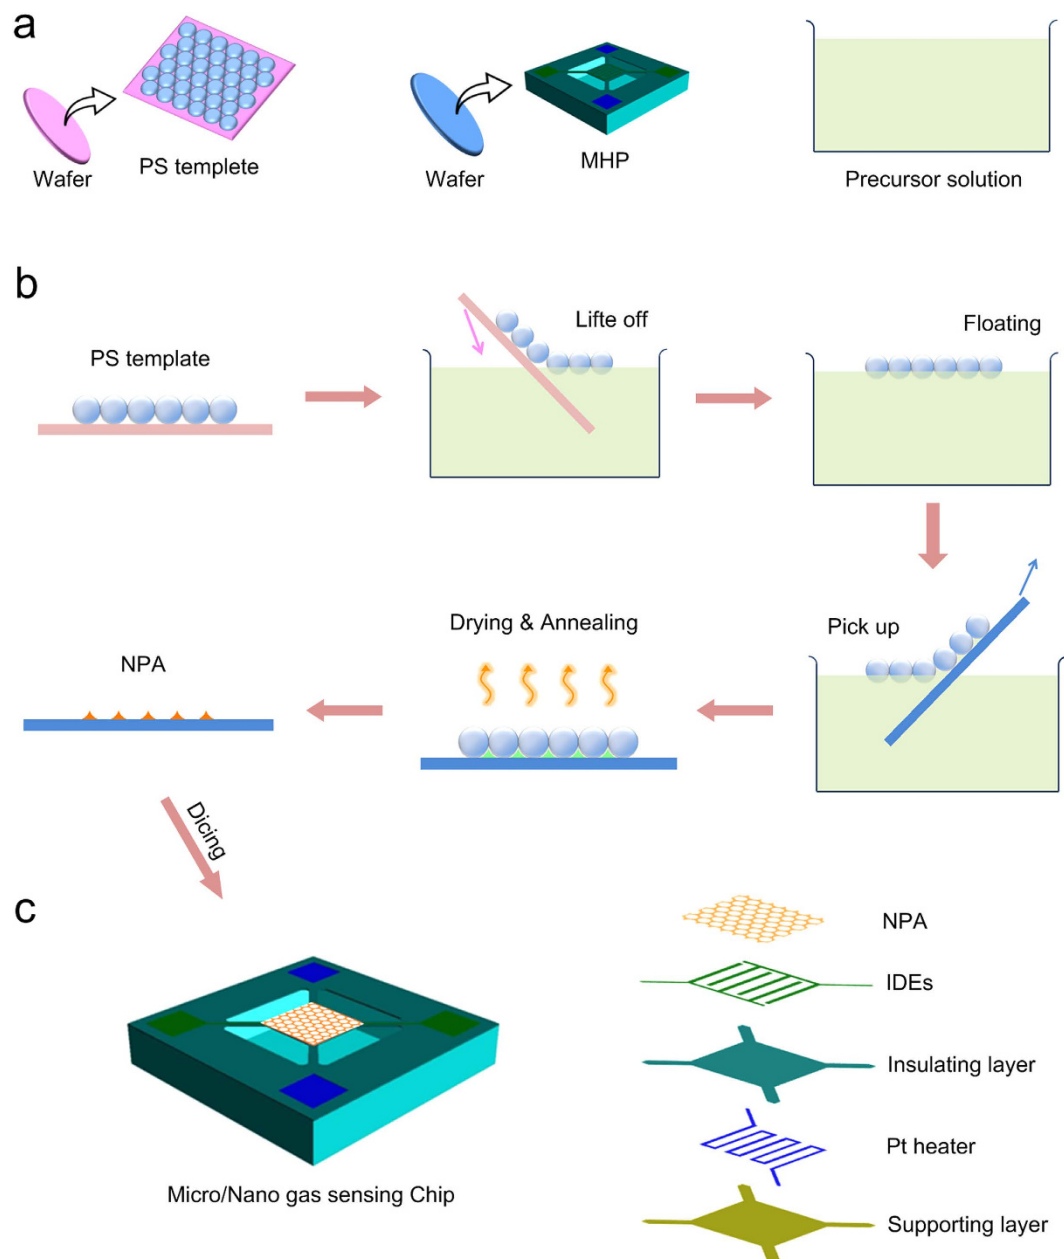 a
Wafer
PS templete
Wafer
MHP
Precursor solution
b
PS template
Lifte off
Floating
Pick up
Drying & Annealing
NPA
Dicing
c
Micro/Nano gas sensing Chip
NPA
IDEs
Insulating layer
Pt heater
Supporting layer